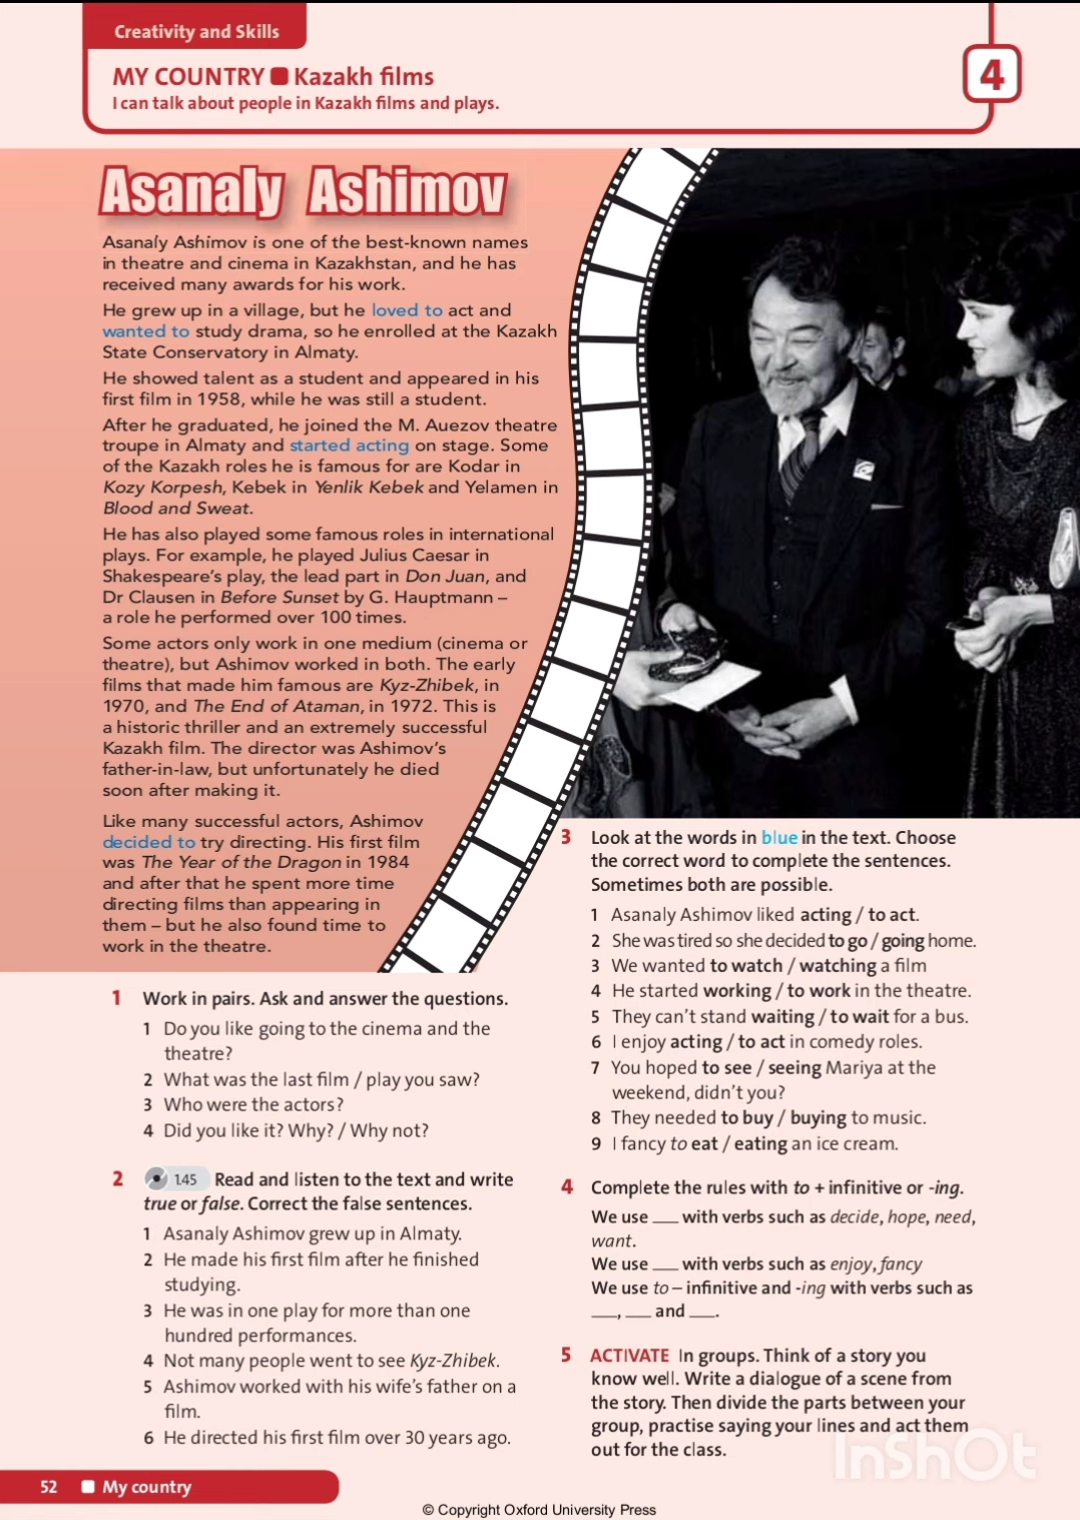 Creativity and Skills
MY COUNTRY ■ Kazakh films
I can talk about people in Kazakh films and plays.
4
Asanaly Ashimov
Asanaly Ashimov is one of the best-known names
in theatre and cinema in Kazakhstan, and he has
received many awards for his work.
He grew up in a village, but he loved to act and
wanted to study drama, so he enrolled at the Kazakh
State Conservatory in Almaty.
He showed talent as a student and appeared in his
first film in 1958, while he was still a student.
After he graduated, he joined the M. Auezov theatre
troupe in Almaty and started acting on stage. Some
of the Kazakh roles he is famous for are Kodar in
Kozy Korpesh, Kebek in Yenlik Kebek and Yelamen in
Blood and Sweat.
He has also played some famous roles in international
plays. For example, he played Julius Caesar in
Shakespeare's play, the lead part in Don Juan, and
Dr Clausen in Before Sunset by G. Hauptmann –
a role he performed over 100 times.
Some actors only work in one medium (cinema or
theatre), but Ashimov worked in both. The early
films that made him famous are Kyz-Zhibek, in
1970, and The End of Ataman, in 1972. This is
a historic thriller and an extremely successful
Kazakh film. The director was Ashimov's
father-in-law, but unfortunately he died
soon after making it.
Like many successful actors, Ashimov
decided to try directing. His first film
was The Year of the Dragon in 1984
and after that he spent more time
directing films than appearing in
them – but he also found time to
work in the theatre.
1 Work in pairs. Ask and answer the questions.
1 Do you like going to the cinema and the
theatre?
2 What was the last film / play you saw?
3 Who were the actors?
4 Did you like it? Why? / Why not?
2 1.45 Read and listen to the text and write
true or false. Correct the false sentences.
1 Asanaly Ashimov grew up in Almaty.
2 He made his first film after he finished
studying.
3 He was in one play for more than one
hundred performances.
4 Not many people went to see Kyz-Zhibek.
5 Ashimov worked with his wife's father on a
film.
6 He directed his first film over 30 years ago.
3 Look at the words in blue in the text. Choose
the correct word to complete the sentences.
Sometimes both are possible.
1 Asanaly Ashimov liked acting / to act.
2 She was tired so she decided to go / going home.
3 We wanted to watch / watching a film
4 He started working / to work in the theatre.
5 They can't stand waiting / to wait for a bus.
6 I enjoy acting / to act in comedy roles.
7 You hoped to see / seeing Mariya at the
weekend, didn't you?
8 They needed to buy / buying to music.
9 I fancy to eat / eating an ice cream.
4 Complete the rules with to + infinitive or -ing.
We use ___ with verbs such as decide, hope, need,
want.
We use ___ with verbs such as enjoy, fancy
We use to – infinitive and -ing with verbs such as
___, ___ and ___.
5 ACTIVATE In groups. Think of a story you
know well. Write a dialogue of a scene from
the story. Then divide the parts between your
group, practise saying your lines and act them
out for the class.
InShOt
52 ■ My country
© Copyright Oxford University Press